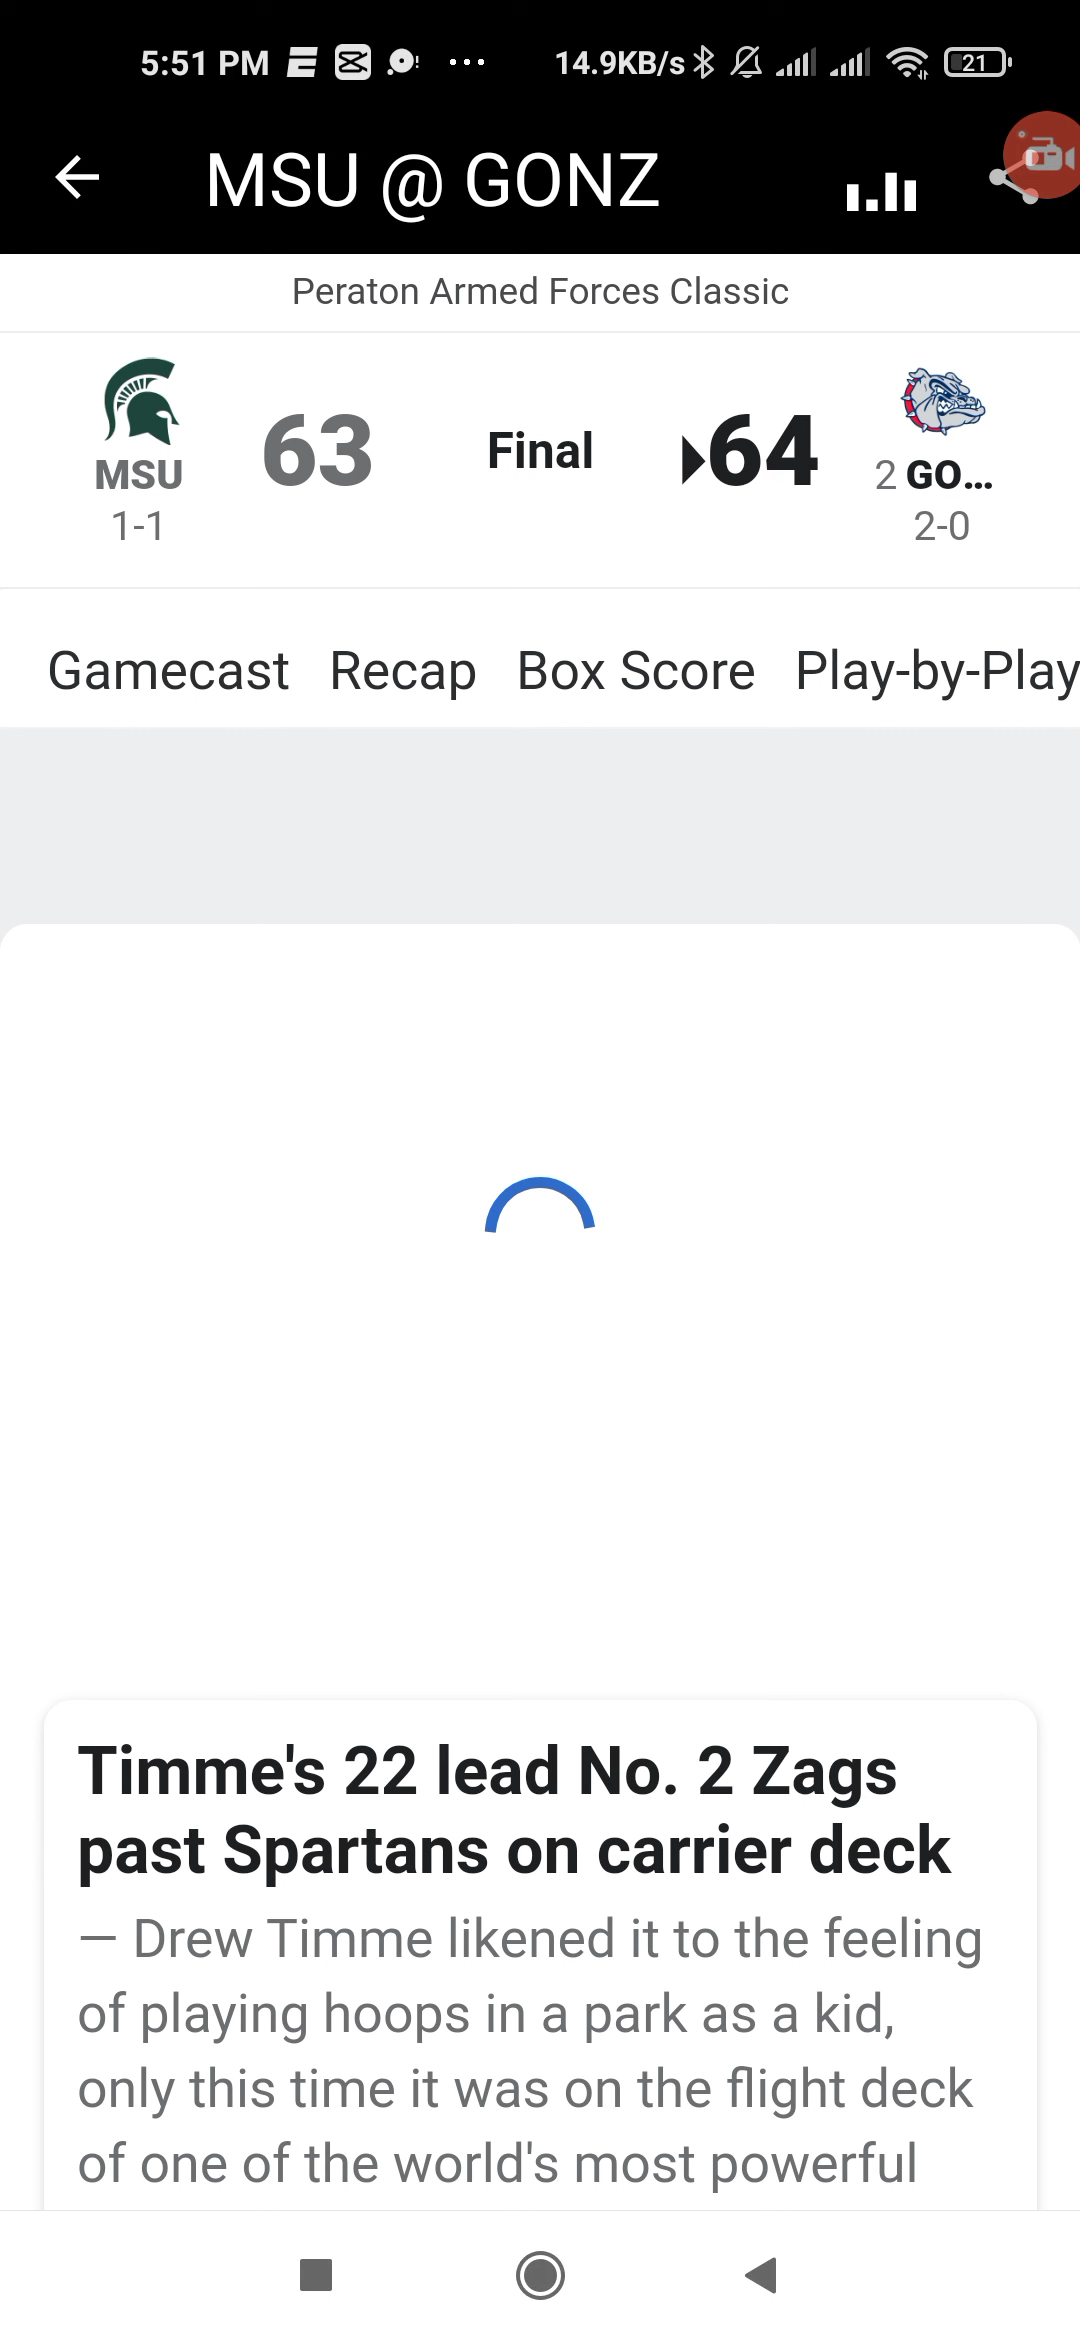 5:51 PM ... 14.9KB/s 21
MSU @ GONZ
Peraton Armed Forces Classic
MSU
1-1
63
Final
64
2 GO...
2-0
Gamecast Recap Box Score Play-by-Play
Timme's 22 lead No. 2 Zags
past Spartans on carrier deck
— Drew Timme likened it to the feeling
of playing hoops in a park as a kid,
only this time it was on the flight deck
of one of the world's most powerful